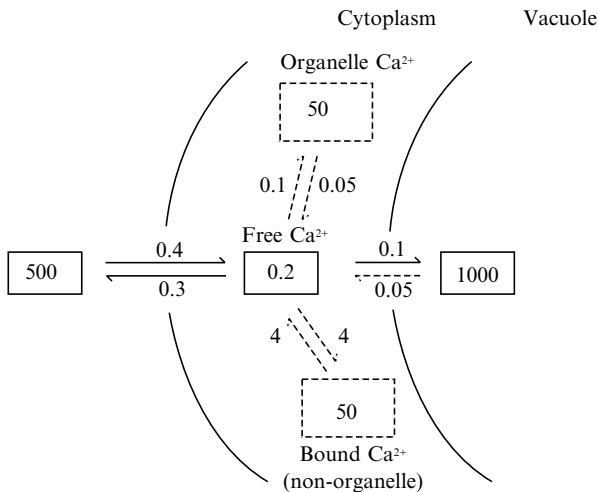 Cytoplasm Vacuole
Organelle Ca²⁺
50
0.1 0.05
Free Ca²⁺
500 0.4 0.2 0.1 1000
0.3 0.05
4 4
50
Bound Ca²⁺
(non-organelle)